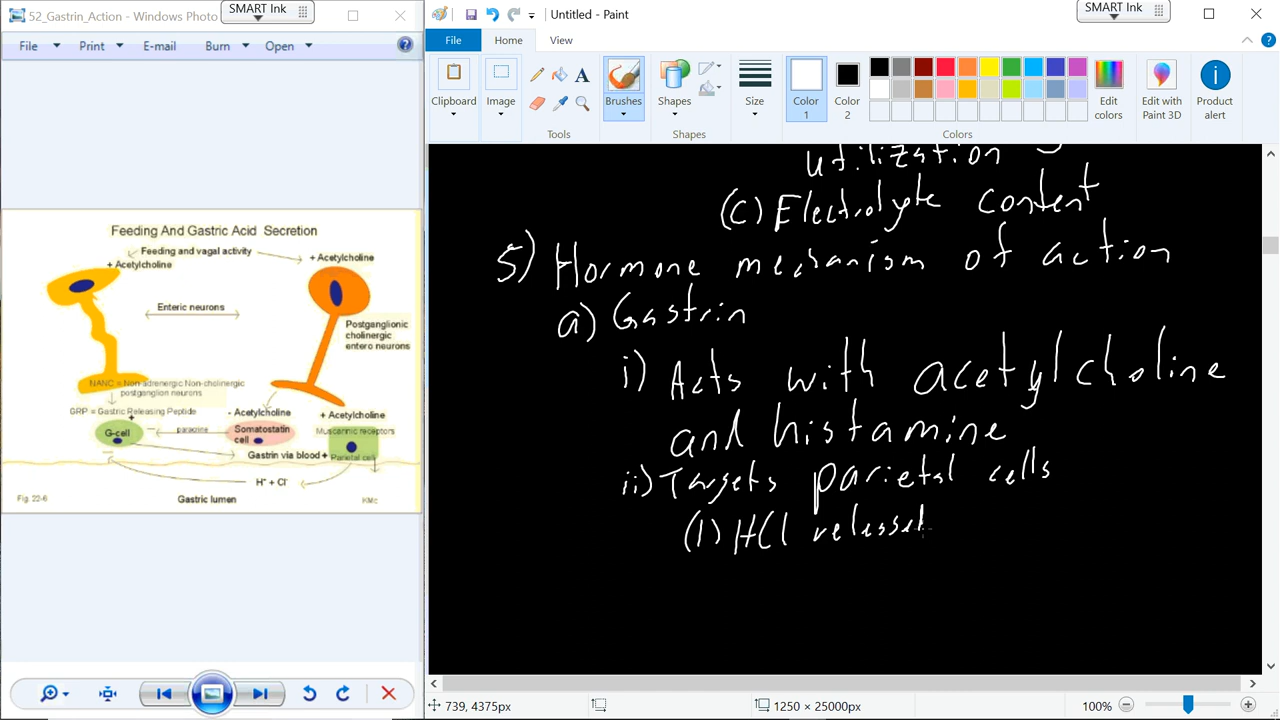 52_Gastrin_Action - Windows Photo
SMART Ink
File Print E-mail Burn Open
Feeding And Gastric Acid Secretion
Feeding and vagal activity
+ Acetylcholine
+ Acetylcholine
Enteric neurons
Postganglionic
cholinergic
entero neurons
NANC = Non adrenergic Non-cholinergic
postganglion neurons
GRP = Gastric Releasing Peptide
- Acetylcholine
+ Acetylcholine
Muscarinic receptors
G-cell
paracrine
Somatostatin
cell
Gastrin via blood +
Parietal cell
H⁺ + Cl⁻
Fig. 22-6
Gastric lumen
KMc
Untitled - Paint
SMART Ink
File Home View
Clipboard
Image
Tools
Brushes
Shapes
Shapes
Size
Color
1
Color
2
Edit
colors
Colors
Edit with
Paint 3D
Product
alert
utilization
(c) Electrolyte content
5) Hormone mechanism of action
a) Gastrin
i) Acts with acetylcholine
and histamine
ii) Targets parietal cells
(1) HCl released
739, 4375px
1250 × 25000px
100%